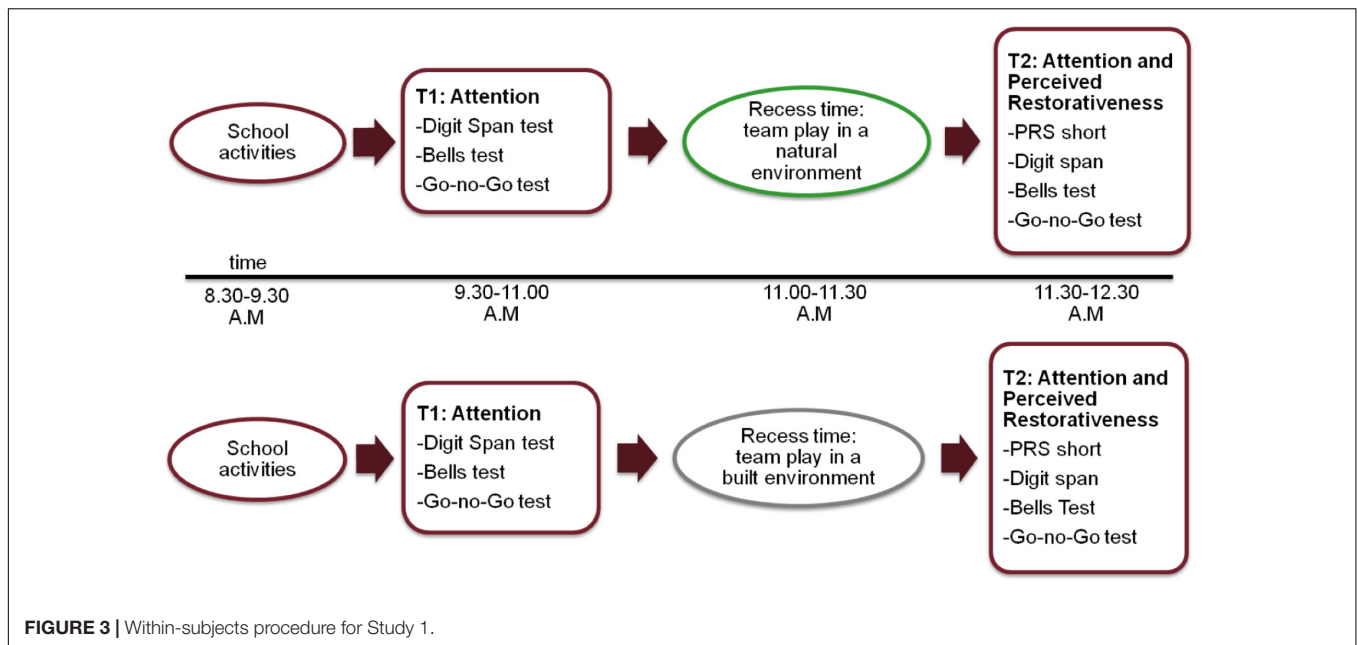 School
activities
T1: Attention
-Digit Span test
-Bells test
-Go-no-Go test
Recess time:
team play in a
natural
environment
T2: Attention and
Perceived
Restorativeness
-PRS short
-Digit span
-Bells test
-Go-no-Go test
time
8.30-9.30
A.M
9.30-11.00
A.M
11.00-11.30
A.M
11.30-12.30
A.M
School
activities
T1: Attention
-Digit Span test
-Bells test
-Go-no-Go test
Recess time:
team play in a
built environment
T2: Attention and
Perceived
Restorativeness
-PRS short
-Digit span
-Bells Test
-Go-no-Go test
FIGURE 3 | Within-subjects procedure for Study 1.